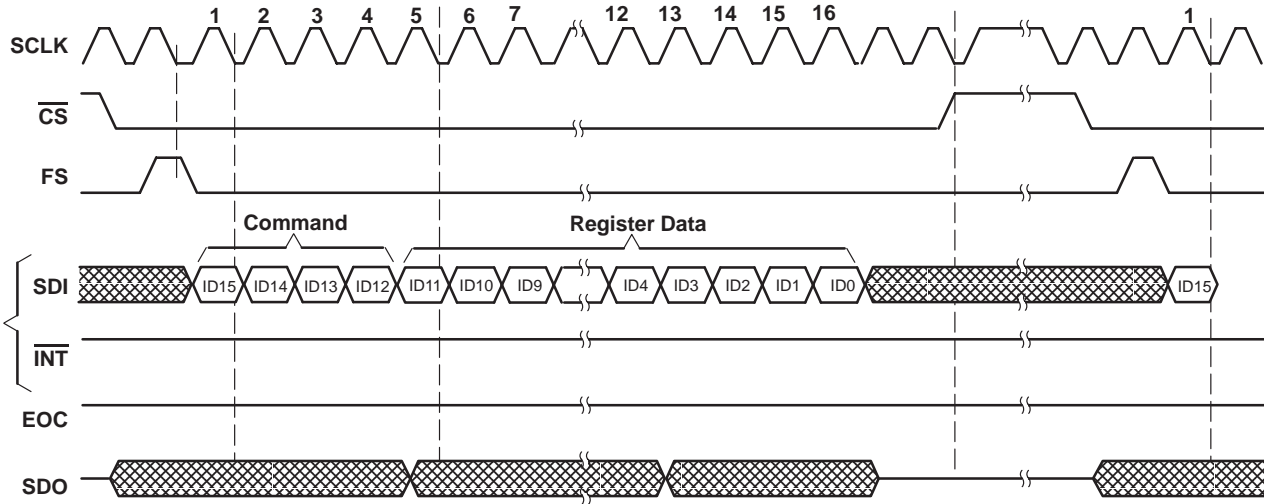 1 2 3 4 5 6 7 12 13 14 15 16 1
SCLK
CS
FS
Command Register Data
SDI ID15 ID14 ID13 ID12 ID11 ID10 ID9 ID4 ID3 ID2 ID1 ID0 ID15
INT
EOC
SDO